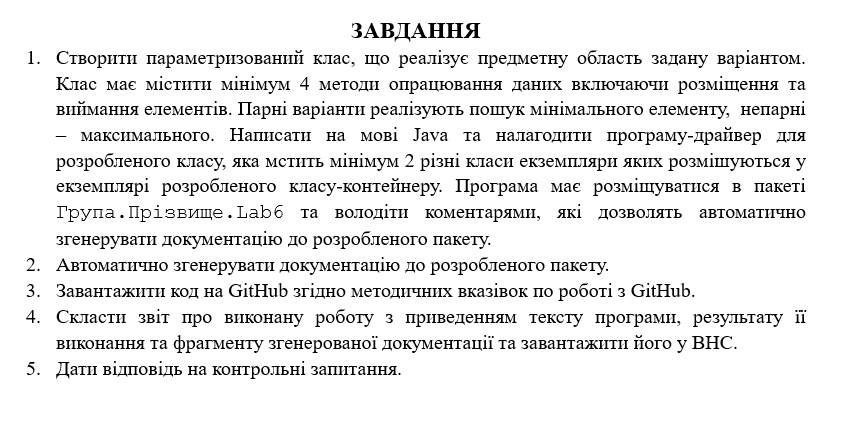 ЗАВДАННЯ
1. Створити параметризований клас, що реалізує предметну область задану варіантом.
Клас має містити мінімум 4 методи опрацювання даних включаючи розміщення та
виймання елементів. Парні варіанти реалізують пошук мінімального елементу, непарні
– максимального. Написати на мові Java та налагодити програму-драйвер для
розробленого класу, яка мстить мінімум 2 різні класи екземпляри яких розмішуються у
екземплярі розробленого класу-контейнеру. Програма має розміщуватися в пакеті
Група.Прізвище.Lab6 та володіти коментарями, які дозволять автоматично
згенерувати документацію до розробленого пакету.
2. Автоматично згенерувати документацію до розробленого пакету.
3. Завантажити код на GitHub згідно методичних вказівок по роботі з GitHub.
4. Скласти звіт про виконану роботу з приведенням тексту програми, результату її
виконання та фрагменту згенерованої документації та завантажити його у ВНС.
5. Дати відповідь на контрольні запитання.